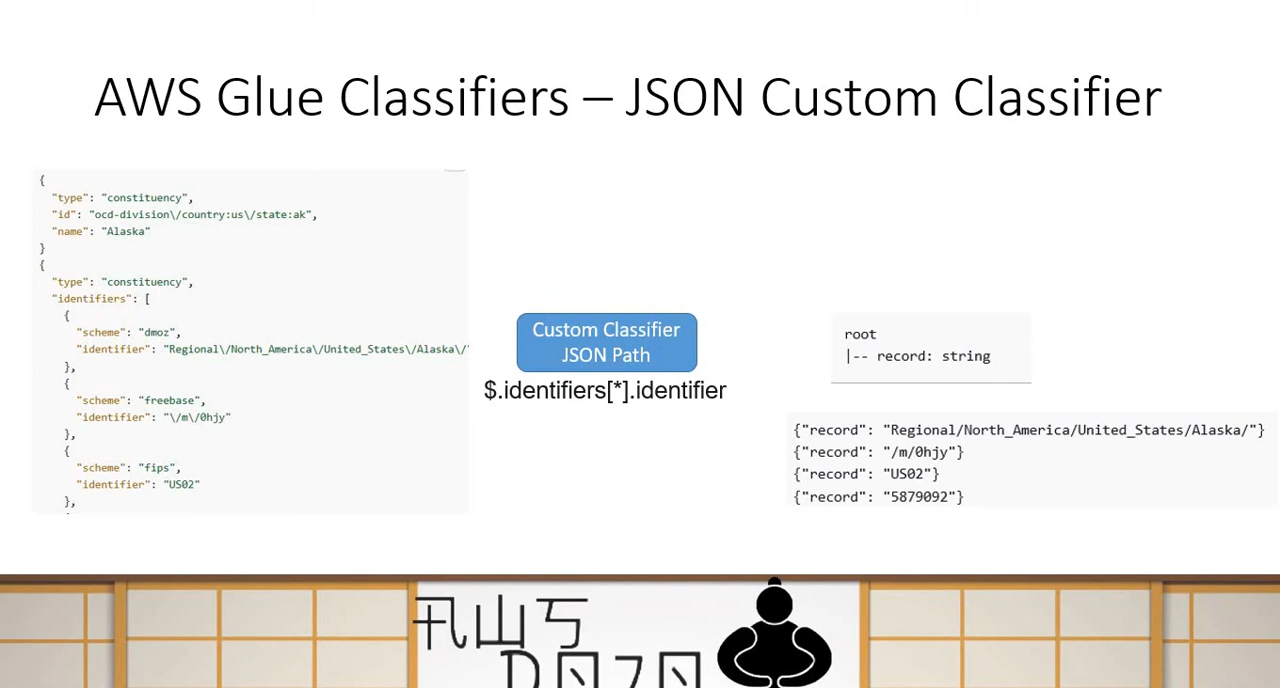 AWS Glue Classifiers – JSON Custom Classifier
{
"type": "constituency",
"id": "ocd-division\/country:us\/state:ak",
"name": "Alaska"
}
{
"type": "constituency",
"identifiers": [
{
"scheme": "dmoz",
"identifier": "Regional\/North_America\/United_States\/Alaska\/"
},
{
"scheme": "freebase",
"identifier": "\/m\/0hjy"
},
{
"scheme": "fips",
"identifier": "US02"
},
Custom Classifier
JSON Path
$.identifiers[*].identifier
root
|-- record: string
{"record": "Regional/North_America/United_States/Alaska/"}
{"record": "/m/0hjy"}
{"record": "US02"}
{"record": "5879092"}
AWS
DOJO